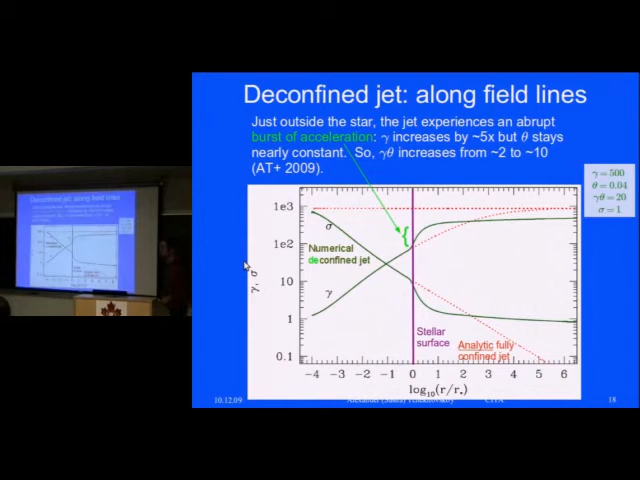 Deconfined jet: along field lines
Just outside the star, the jet experiences an abrupt
burst of acceleration: γ increases by ~5x but θ stays
nearly constant. So, γθ increases from ~2 to ~10
(AT+ 2009).
γ = 500
θ = 0.04
γθ = 20
σ = 1
1e3
1e2
10
1
0.1
γ, σ
σ
Numerical
deconfined jet
γ
Stellar
surface
Analytic fully
confined jet
−4 −3 −2 −1 0 1 2 3 4 5 6
log₁₀(r/r*)
10.12.09
18